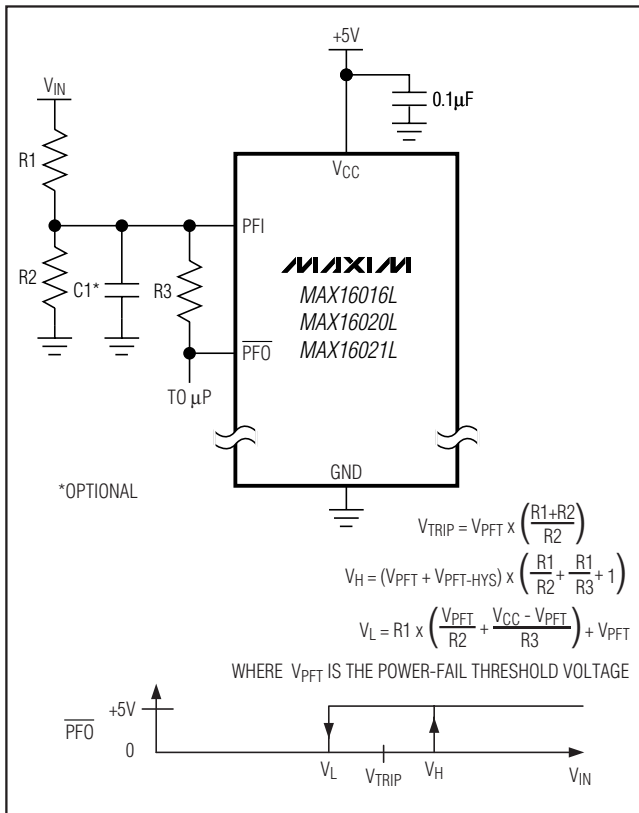 +5V
0.1µF
V_IN
R1
V_CC
PFI
R2
C1*
R3
MAXIM
MAX16016L
MAX16020L
MAX16021L
P̅F̅O̅
TO µP
GND
*OPTIONAL
V_TRIP = V_PFT x ((R1+R2)/R2)
V_H = (V_PFT + V_PFT-HYS) x (R1/R2 + R1/R3 + 1)
V_L = R1 x (V_PFT/R2 + (V_CC - V_PFT)/R3) + V_PFT
WHERE V_PFT IS THE POWER-FAIL THRESHOLD VOLTAGE
+5V
P̅F̅O̅
0
V_L V_TRIP V_H V_IN